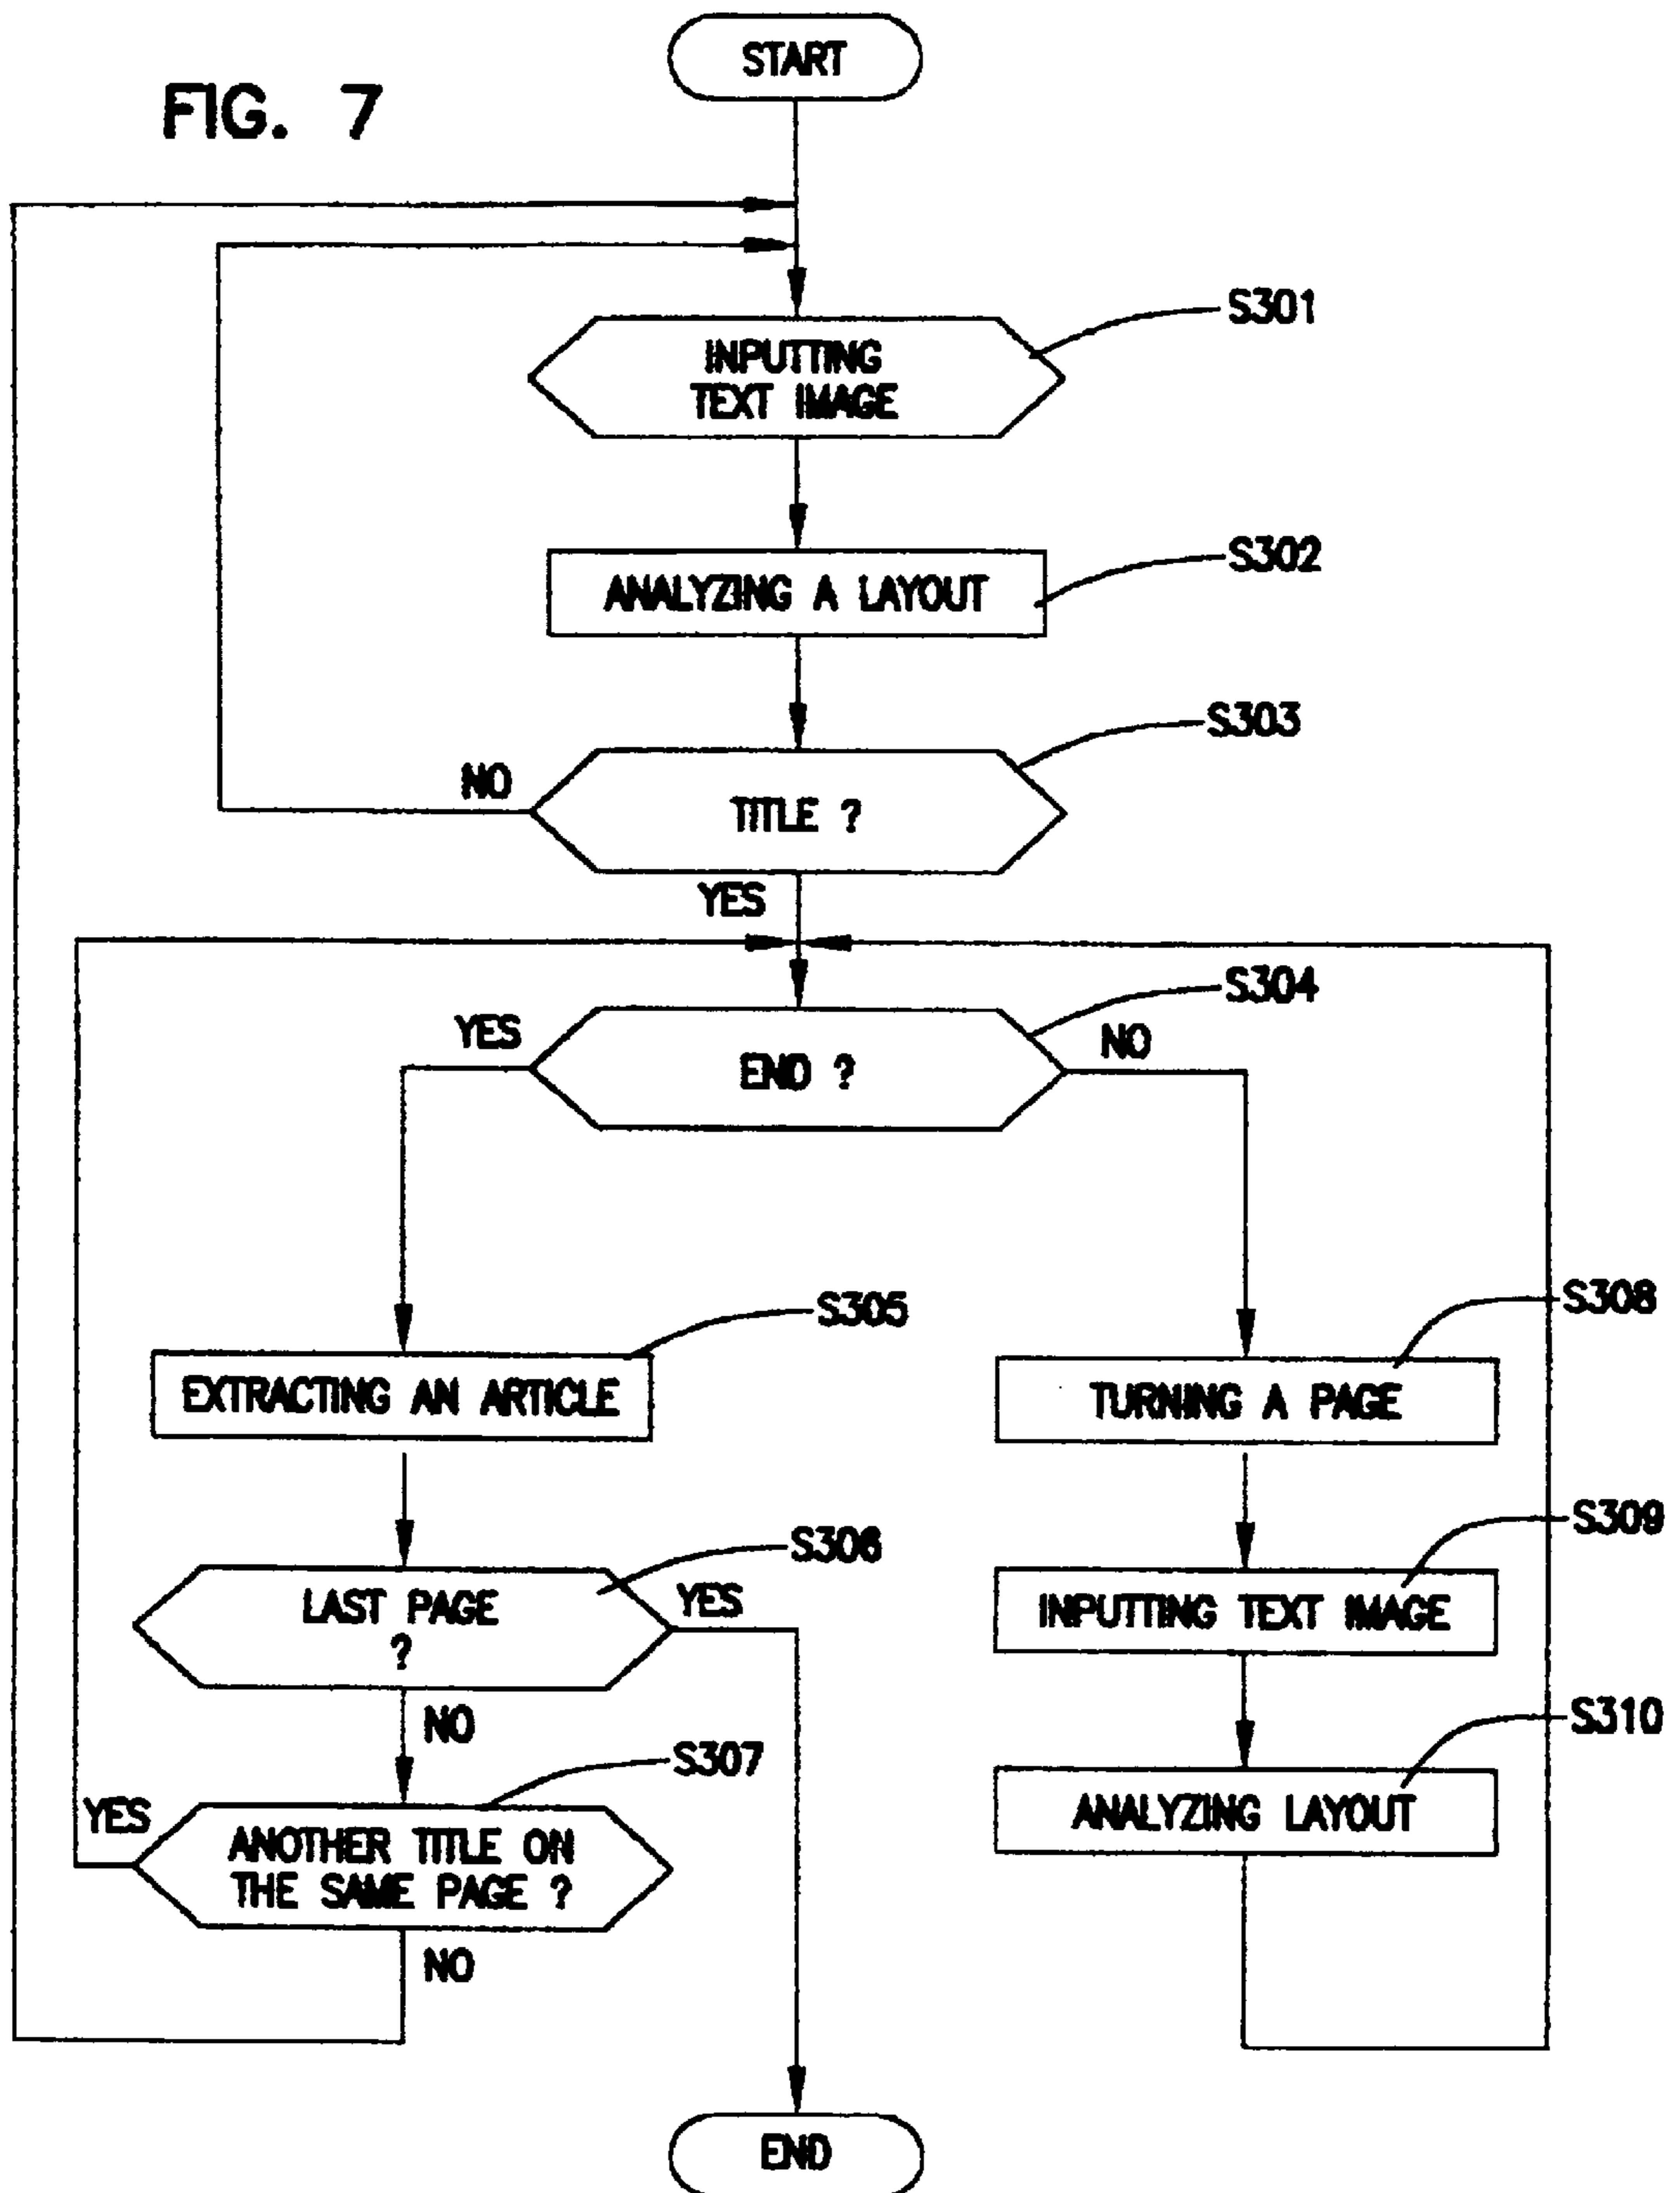 START
FIG. 7
S301
INPUTTING
TEXT IMAGE
S302
ANALYZING A LAYOUT
S303
NO
TITLE ?
YES
S304
YES
NO
END ?
S305
S308
EXTRACTING AN ARTICLE
TURNING A PAGE
S306
S309
LAST PAGE
?
YES
INPUTTING TEXT IMAGE
NO
S307
S310
YES
ANOTHER TITLE ON
THE SAME PAGE ?
ANALYZING LAYOUT
NO
END